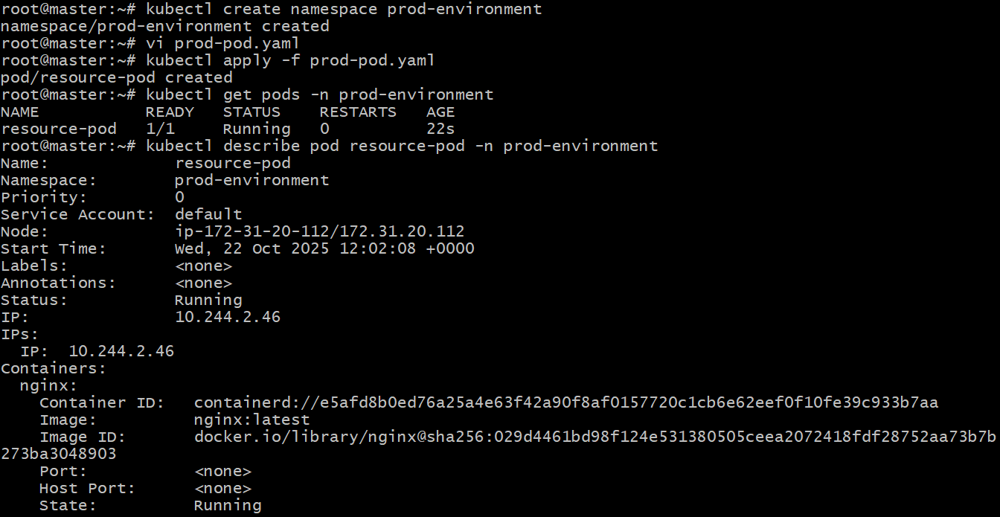 root@master:~# kubectl create namespace prod-environment
namespace/prod-environment created
root@master:~# vi prod-pod.yaml
root@master:~# kubectl apply -f prod-pod.yaml
pod/resource-pod created
root@master:~# kubectl get pods -n prod-environment
NAME           READY   STATUS    RESTARTS   AGE
resource-pod   1/1     Running   0          22s
root@master:~# kubectl describe pod resource-pod -n prod-environment
Name:             resource-pod
Namespace:        prod-environment
Priority:         0
Service Account:  default
Node:             ip-172-31-20-112/172.31.20.112
Start Time:       Wed, 22 Oct 2025 12:02:08 +0000
Labels:           <none>
Annotations:      <none>
Status:           Running
IP:               10.244.2.46
IPs:
  IP:  10.244.2.46
Containers:
  nginx:
    Container ID:   containerd://e5afd8b0ed76a25a4e63f42a90f8af0157720c1cb6e62eef0f10fe39c933b7aa
    Image:          nginx:latest
    Image ID:       docker.io/library/nginx@sha256:029d4461bd98f124e531380505ceea2072418fdf28752aa73b7b
273ba3048903
    Port:           <none>
    Host Port:      <none>
    State:          Running